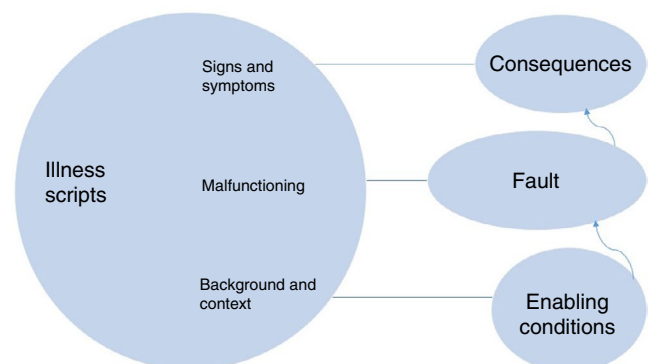 Signs and
symptoms
Consequences
Illness
scripts
Malfunctioning
Fault
Background and
context
Enabling
conditions